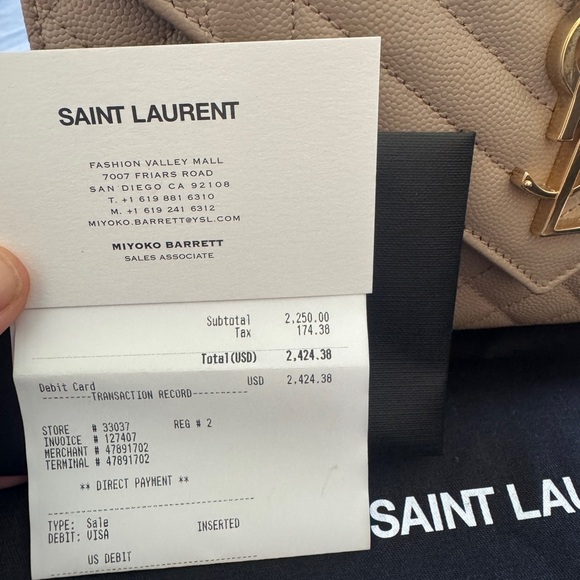 SAINT LAURENT
FASHION VALLEY MALL
7007 FRIARS ROAD
SAN DIEGO CA 92108
T. +1 619 881 6310
M. +1 619 241 6312
MIYOKO.BARRETT@YSL.COM
MIYOKO BARRETT
SALES ASSOCIATE
Subtotal 2,250.00
Tax 174.38
Total(USD) 2,424.38
Debit Card USD 2,424.38
----------TRANSACTION RECORD----------
STORE # 33037 REG # 2
INVOICE # 127407
MERCHANT # 47891702
TERMINAL # 47891702
** DIRECT PAYMENT **
TYPE: Sale INSERTED
DEBIT: VISA
US DEBIT
SAINT LAU